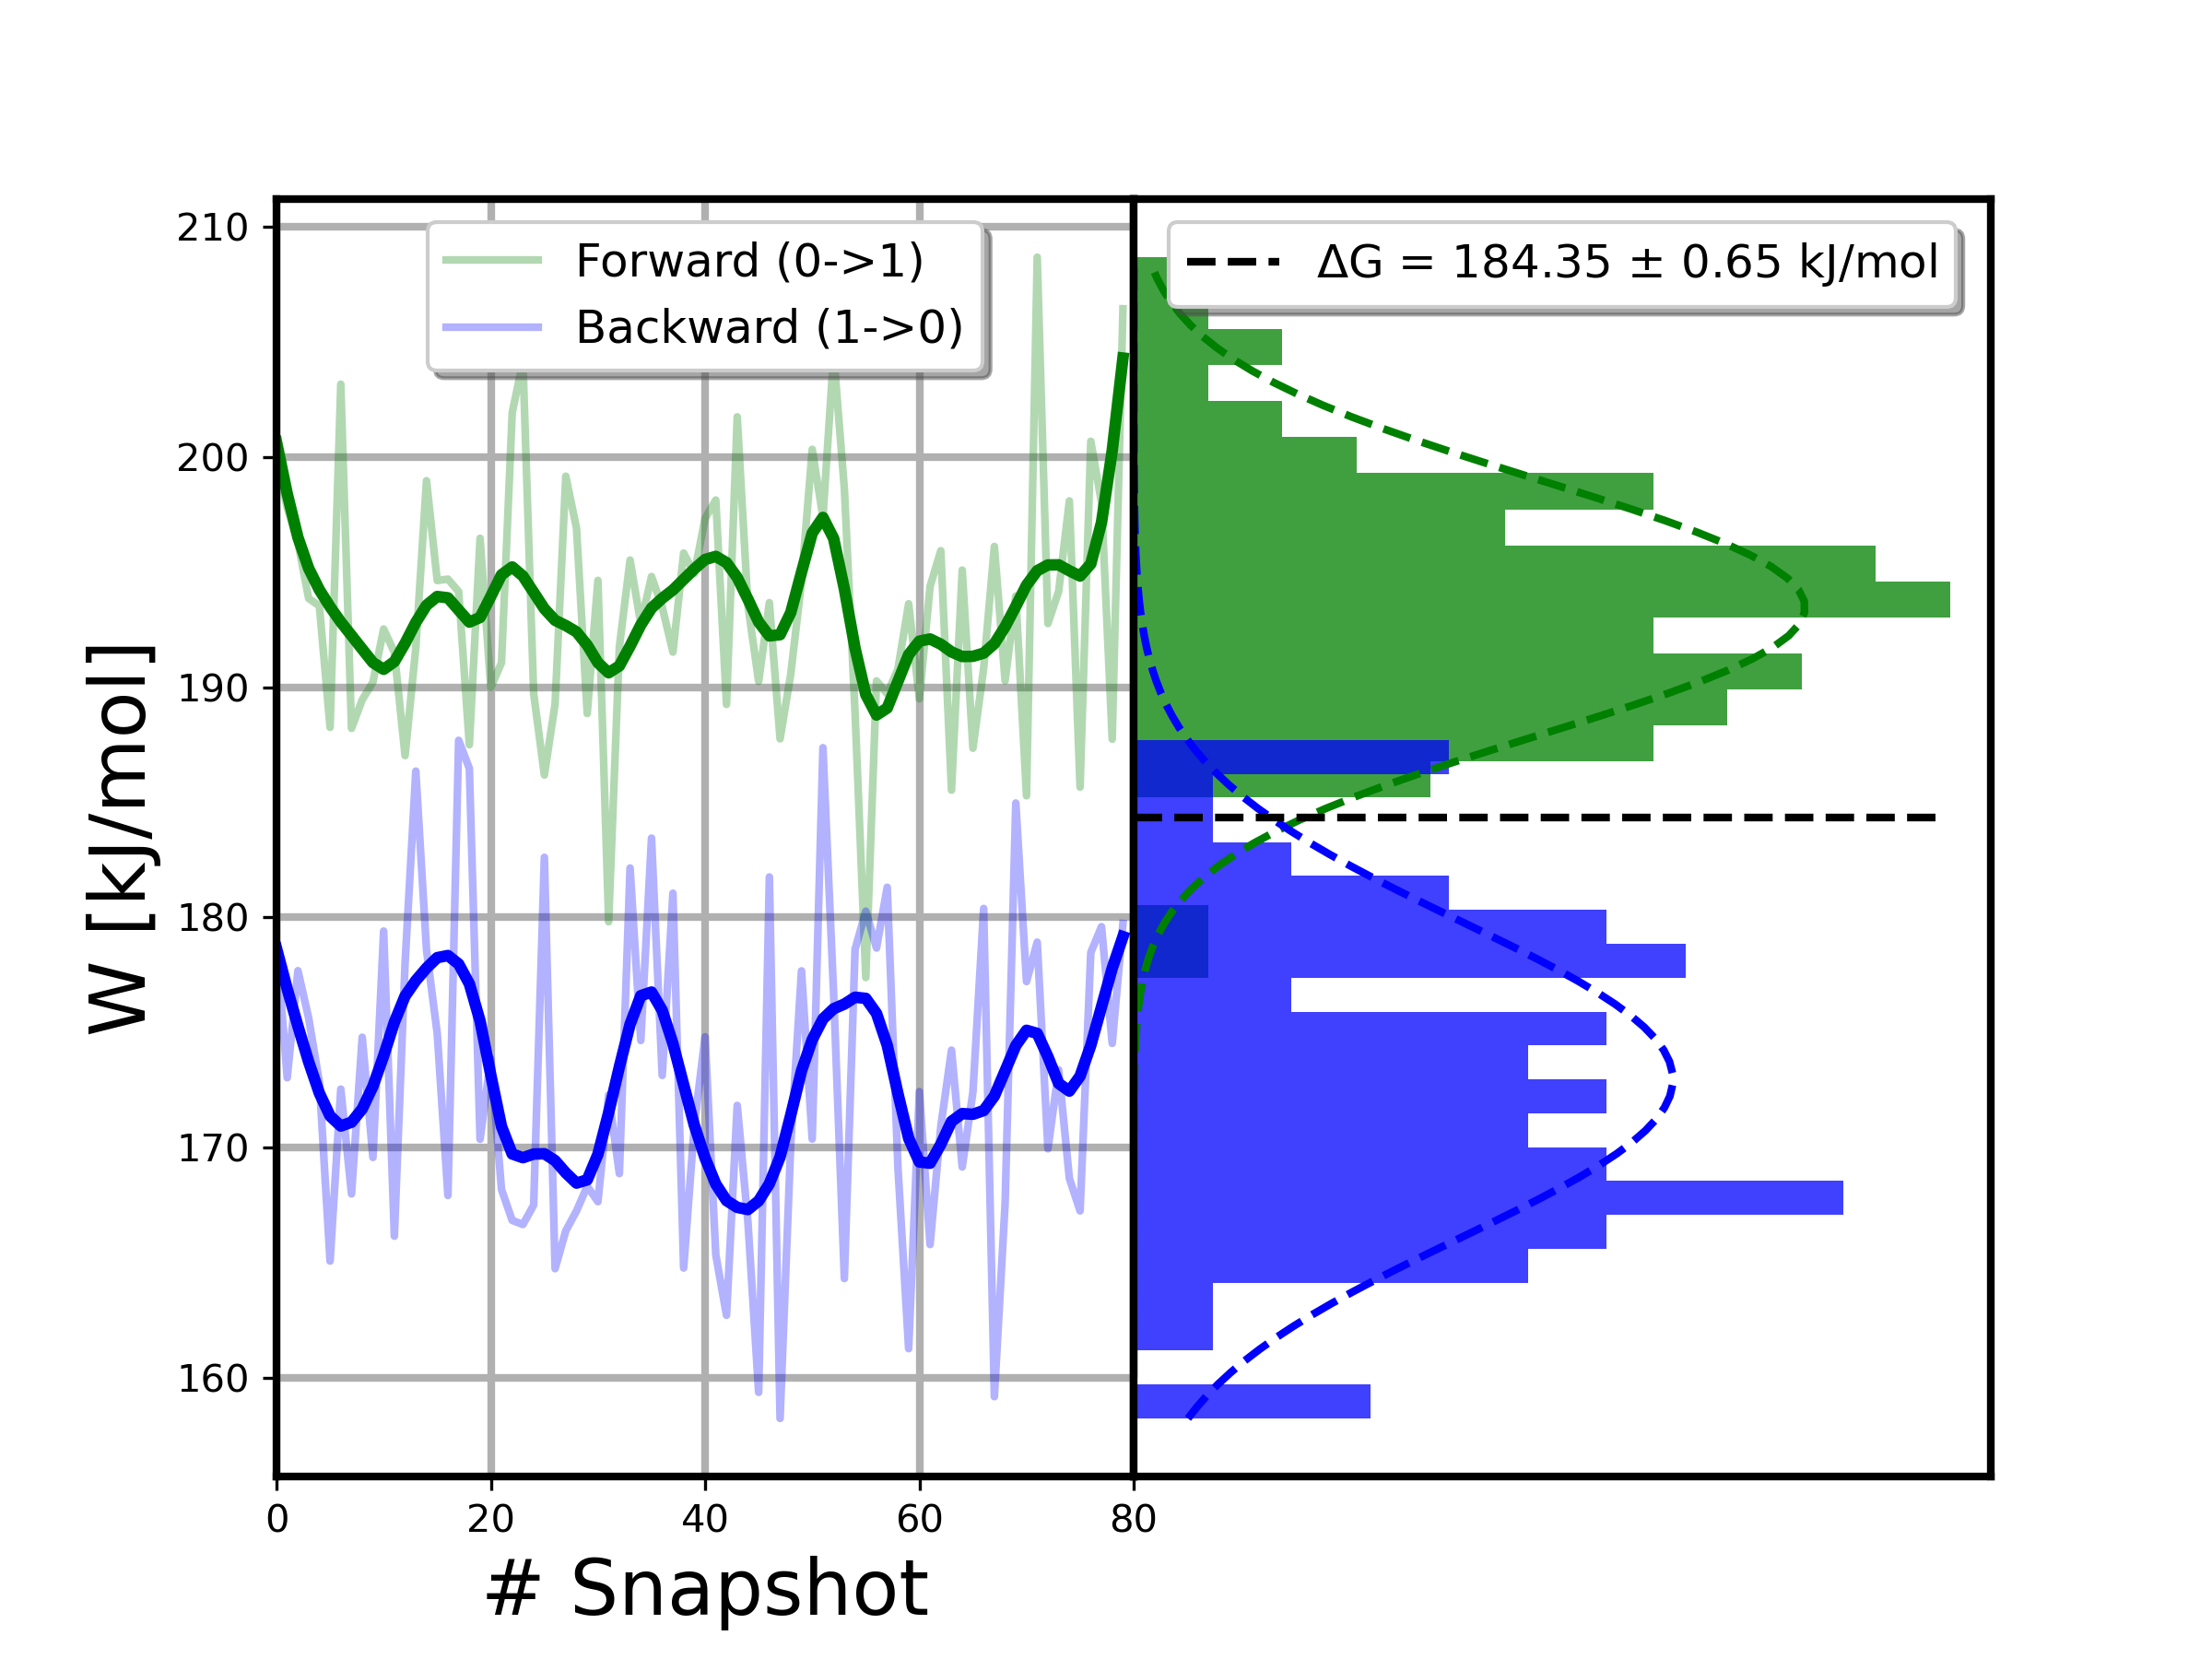 Forward (0->1)
Backward (1->0)
ΔG = 184.35 ± 0.65 kJ/mol
W [kJ/mol]
210
200
190
180
170
160
0 20 40 60 80
# Snapshot